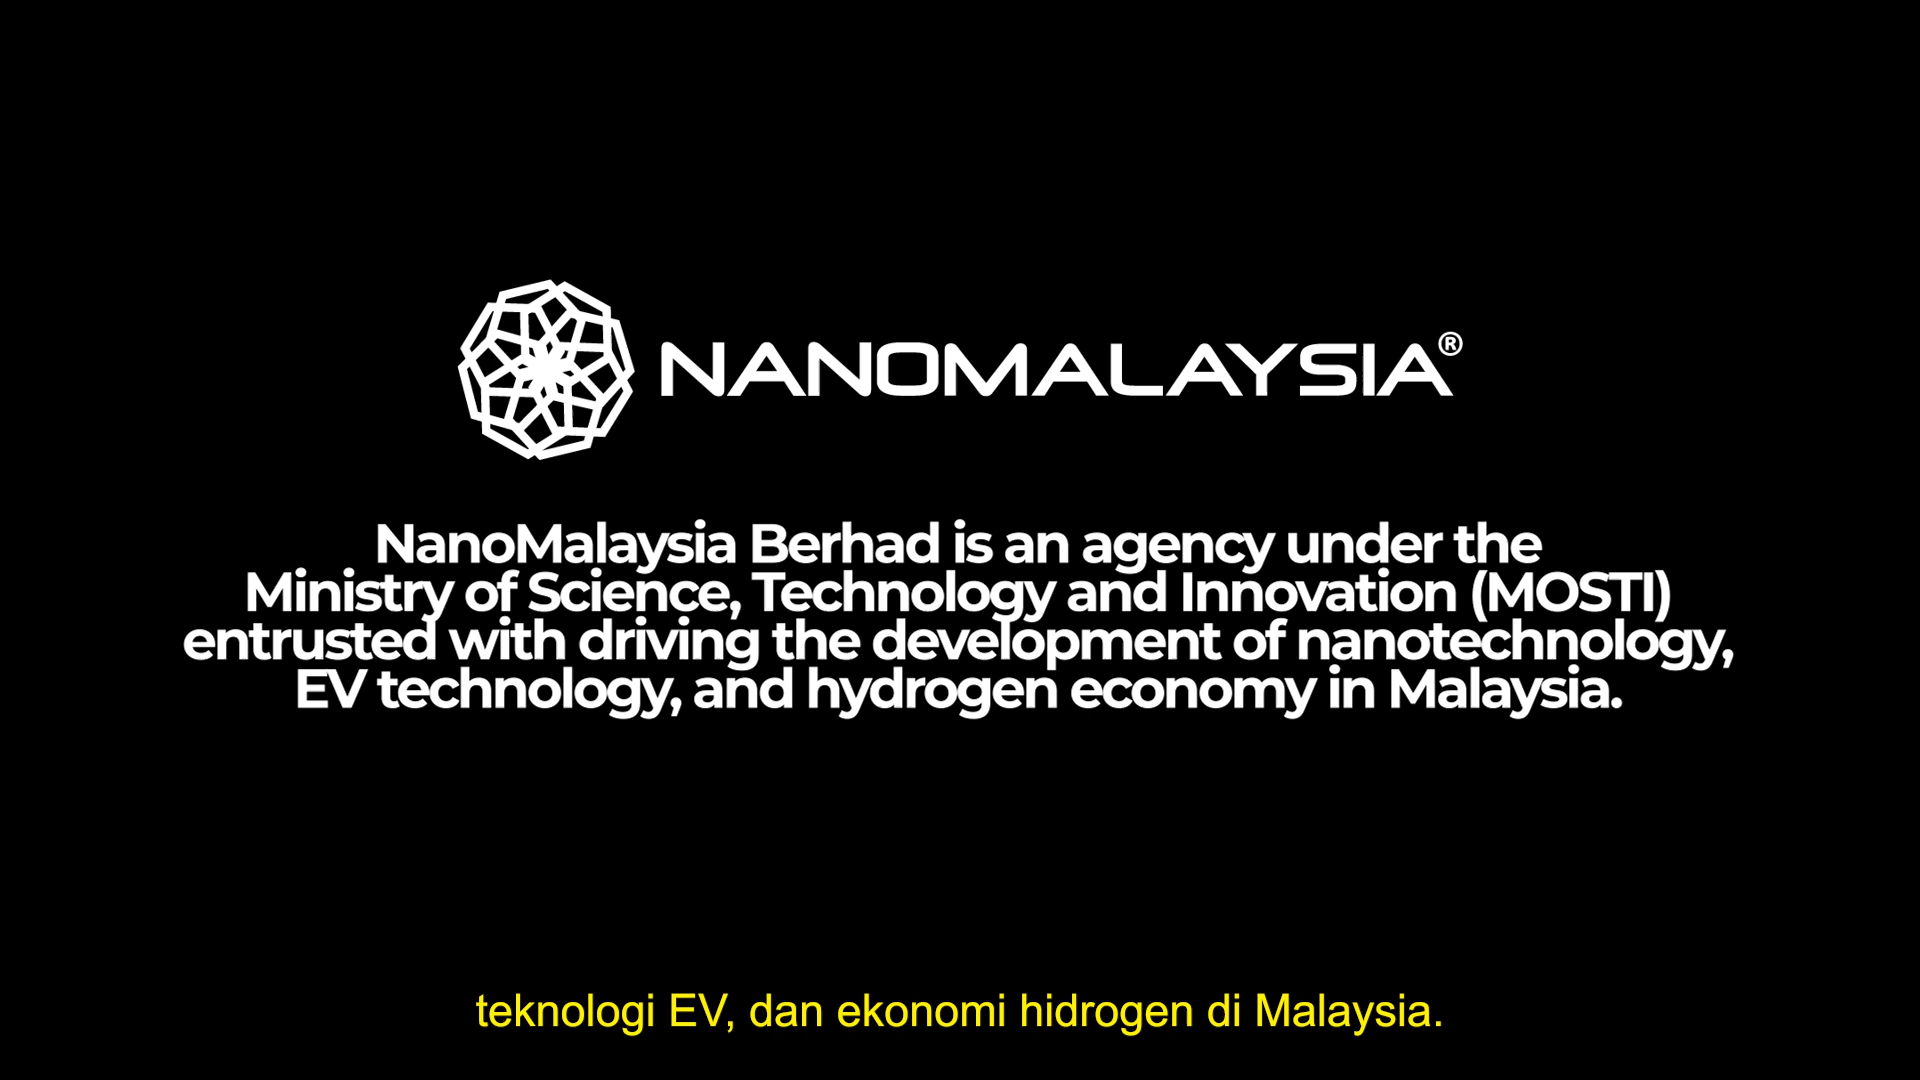 NANOMALAYSIA®
NanoMalaysia Berhad is an agency under the
Ministry of Science, Technology and Innovation (MOSTI)
entrusted with driving the development of nanotechnology,
EV technology, and hydrogen economy in Malaysia.
teknologi EV, dan ekonomi hidrogen di Malaysia.